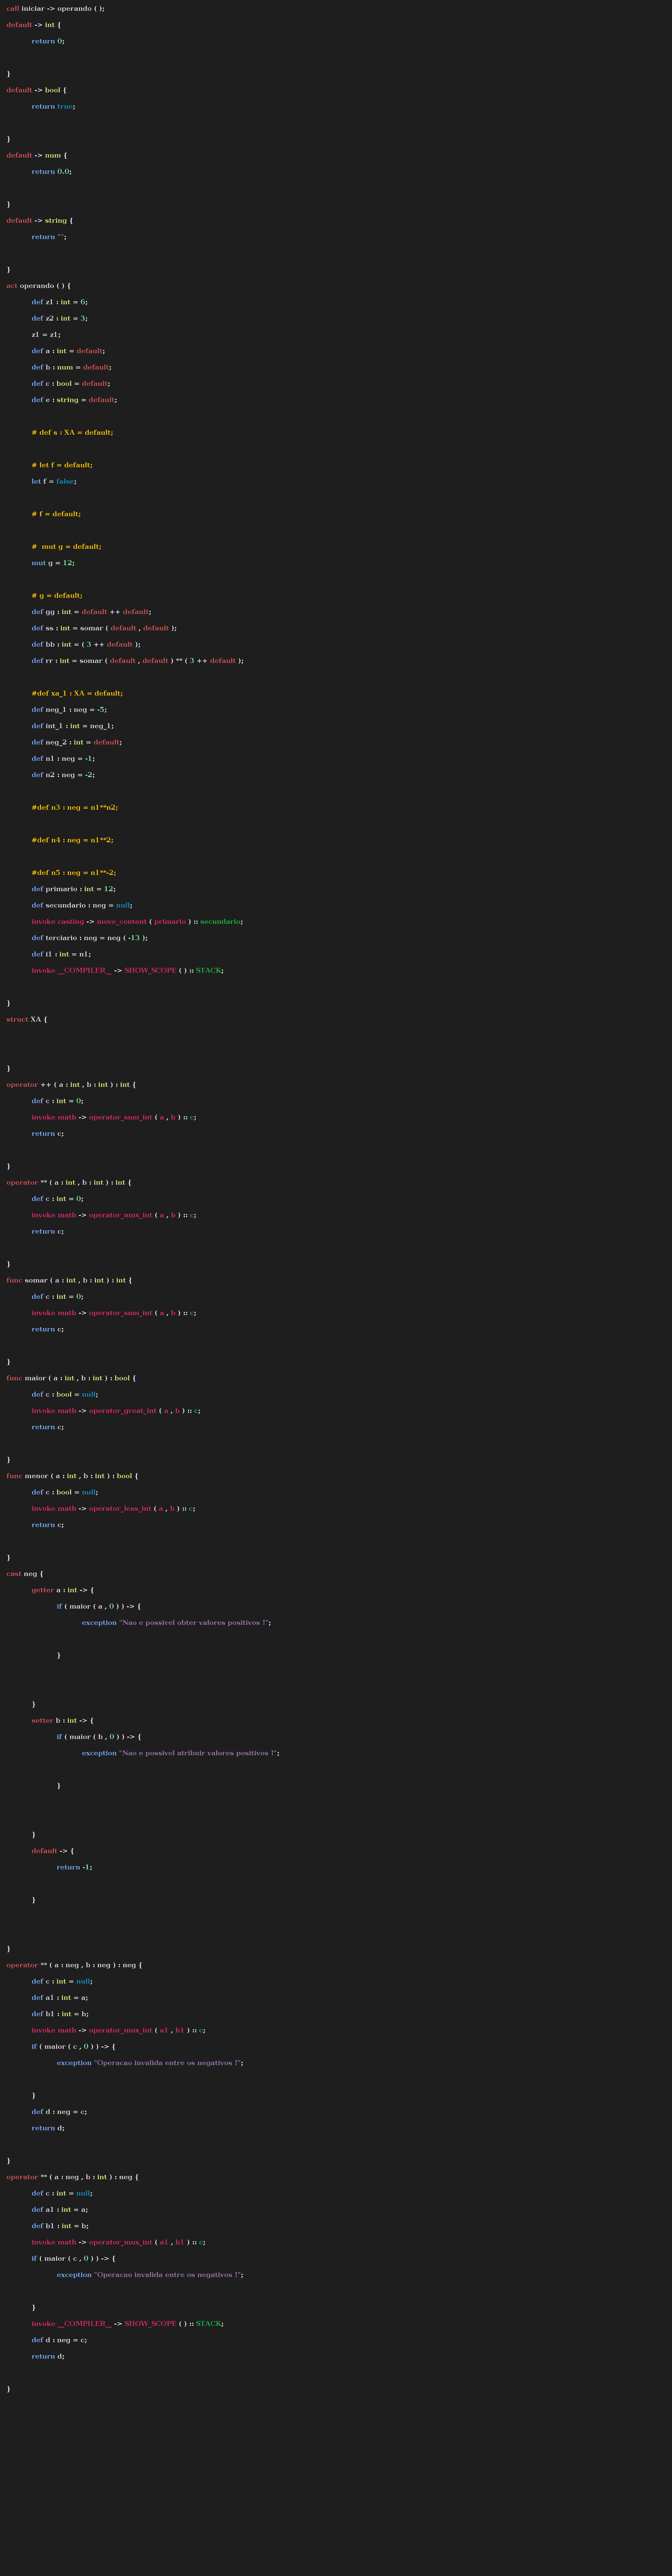 call iniciar -> operando ( );
default -> int {
return 0;
}
default -> bool {
return true;
}
default -> num {
return 0.0;
}
default -> string {
return "";
}
act operando ( ) {
def z1 : int = 6;
def z2 : int = 3;
z1 = z1;
def a : int = default;
def b : num = default;
def c : bool = default;
def e : string = default;
# def s : XA = default;
# let f = default;
let f = false;
# f = default;
#  mut g = default;
mut g = 12;
# g = default;
def gg : int = default ++ default;
def ss : int = somar ( default , default );
def bb : int = ( 3 ++ default );
def rr : int = somar ( default , default ) ** ( 3 ++ default );
#def xa_1 : XA = default;
def neg_1 : neg = -5;
def int_1 : int = neg_1;
def neg_2 : int = default;
def n1 : neg = -1;
def n2 : neg = -2;
#def n3 : neg = n1**n2;
#def n4 : neg = n1**2;
#def n5 : neg = n1**-2;
def primario : int = 12;
def secundario : neg = null;
invoke casting -> move_content ( primario ) :: secundario;
def terciario : neg = neg ( -13 );
def i1 : int = n1;
invoke __COMPILER__ -> SHOW_SCOPE ( ) :: STACK;
}
struct XA {
}
operator ++ ( a : int , b : int ) : int {
def c : int = 0;
invoke math -> operator_sum_int ( a , b ) :: c;
return c;
}
operator ** ( a : int , b : int ) : int {
def c : int = 0;
invoke math -> operator_mux_int ( a , b ) :: c;
return c;
}
func somar ( a : int , b : int ) : int {
def c : int = 0;
invoke math -> operator_sum_int ( a , b ) :: c;
return c;
}
func maior ( a : int , b : int ) : bool {
def c : bool = null;
invoke math -> operator_great_int ( a , b ) :: c;
return c;
}
func menor ( a : int , b : int ) : bool {
def c : bool = null;
invoke math -> operator_less_int ( a , b ) :: c;
return c;
}
cast neg {
getter a : int -> {
if ( maior ( a , 0 ) ) -> {
exception "Nao e possivel obter valores positivos !";
}
}
setter b : int -> {
if ( maior ( b , 0 ) ) -> {
exception "Nao e possivel atribuir valores positivos !";
}
}
default -> {
return -1;
}
}
operator ** ( a : neg , b : neg ) : neg {
def c : int = null;
def a1 : int = a;
def b1 : int = b;
invoke math -> operator_mux_int ( a1 , b1 ) :: c;
if ( maior ( c , 0 ) ) -> {
exception "Operacao invalida entre os negativos !";
}
def d : neg = c;
return d;
}
operator ** ( a : neg , b : int ) : neg {
def c : int = null;
def a1 : int = a;
def b1 : int = b;
invoke math -> operator_mux_int ( a1 , b1 ) :: c;
if ( maior ( c , 0 ) ) -> {
exception "Operacao invalida entre os negativos !";
}
invoke __COMPILER__ -> SHOW_SCOPE ( ) :: STACK;
def d : neg = c;
return d;
}